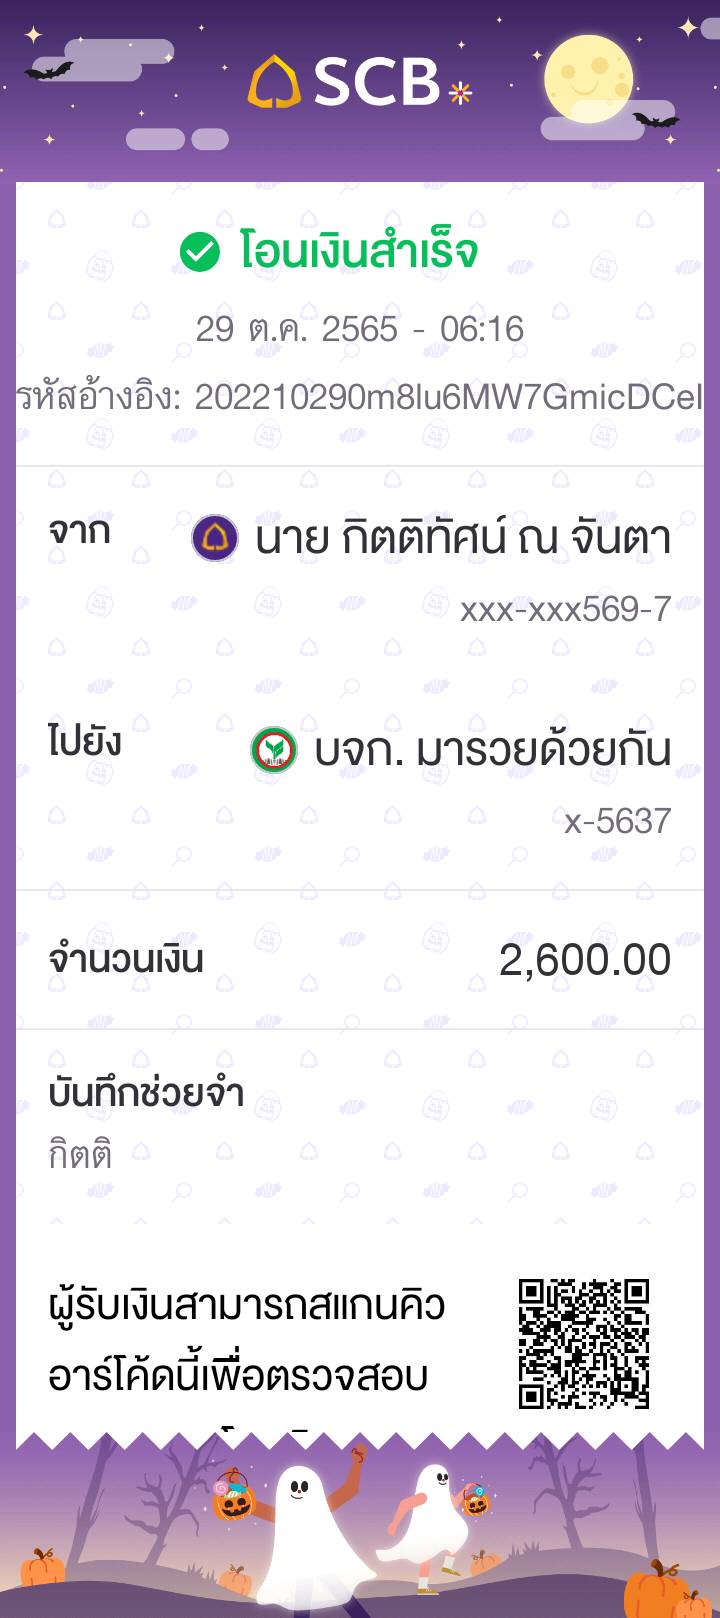 SCB
โอนเงินสำเร็จ
29 ต.ค. 2565 - 06:16
รหัสอ้างอิง: 202210290m8lu6MW7GmicDCel
จาก
นาย กิตติทัศน์ ณ จันตา
xxx-xxx569-7
ไปยัง
บจก. มารวยด้วยกัน
x-5637
จำนวนเงิน
2,600.00
บันทึกช่วยจำ
กิตติ
ผู้รับเงินสามารถสแกนคิว
อาร์โค้ดนี้เพื่อตรวจสอบ